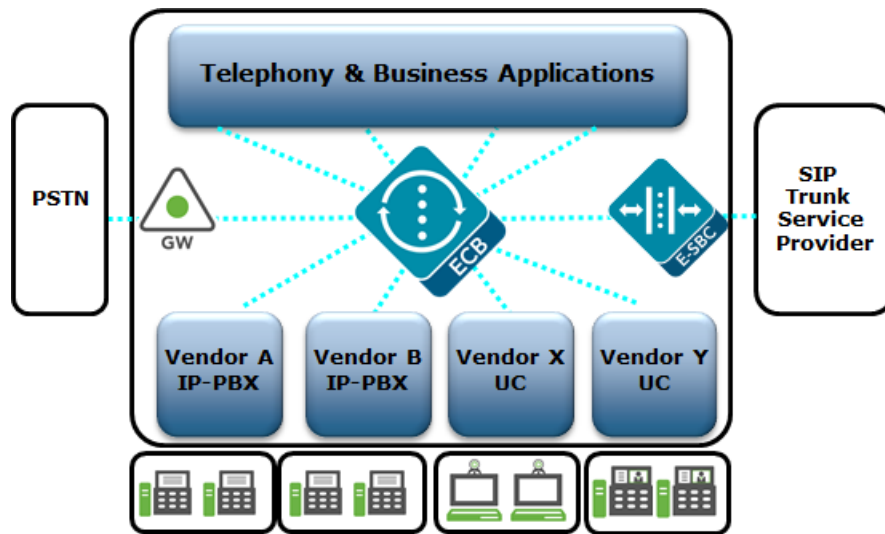 Telephony & Business Applications
PSTN
GW
ECB
E-SBC
SIP
Trunk
Service
Provider
Vendor A
IP-PBX
Vendor B
IP-PBX
Vendor X
UC
Vendor Y
UC